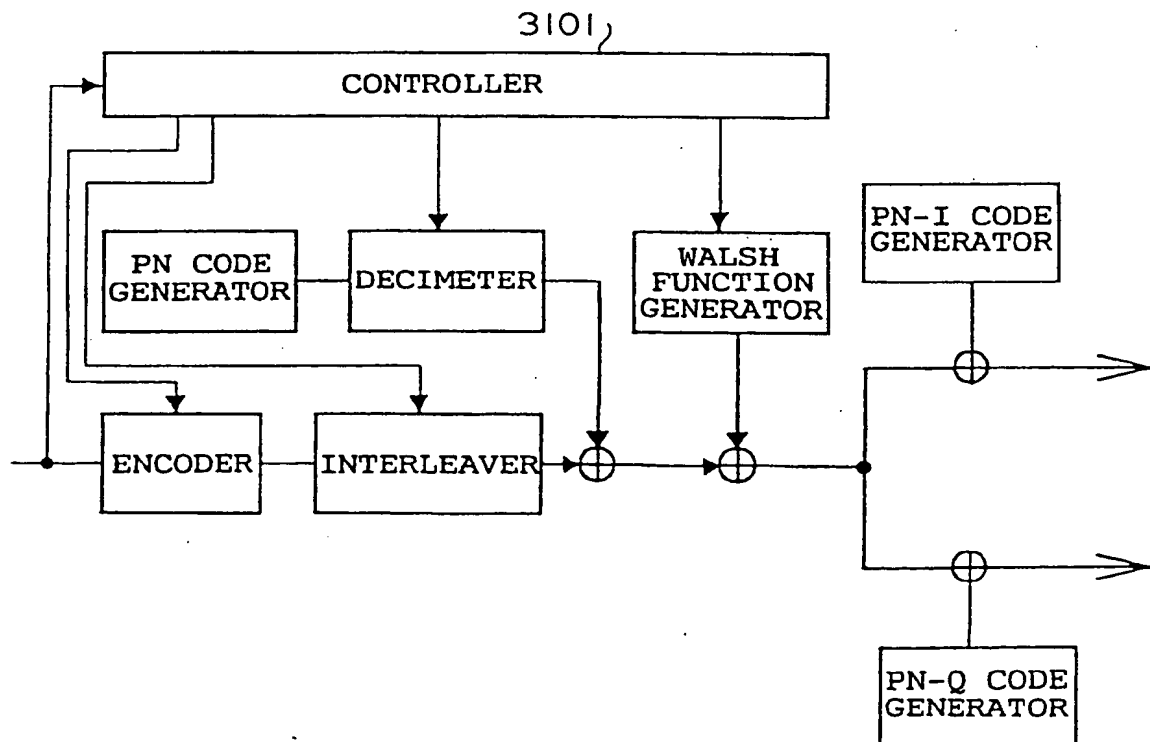 3101
CONTROLLER
PN CODE
GENERATOR
DECIMETER
WALSH
FUNCTION
GENERATOR
PN-I CODE
GENERATOR
ENCODER
INTERLEAVER
PN-Q CODE
GENERATOR